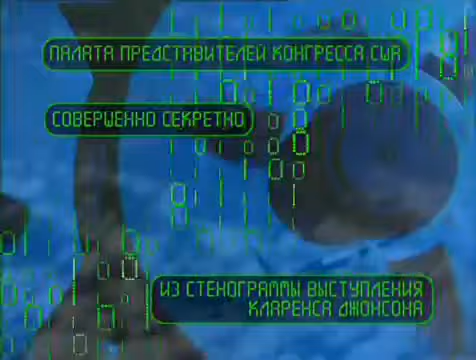 ПАЛАТА ПРЕДСТАВИТЕЛЕЙ КОНГРЕССА США
СОВЕРШЕННО СЕКРЕТНО
ИЗ СТЕНОГРАММЫ ВЫСТУПЛЕНИЯ
КЛАРЕНСА ДЖОНСОНА